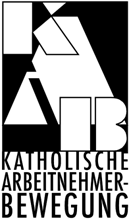 KAB
KATHOLISCHE
ARBEITNEHMER-
BEWEGUNG